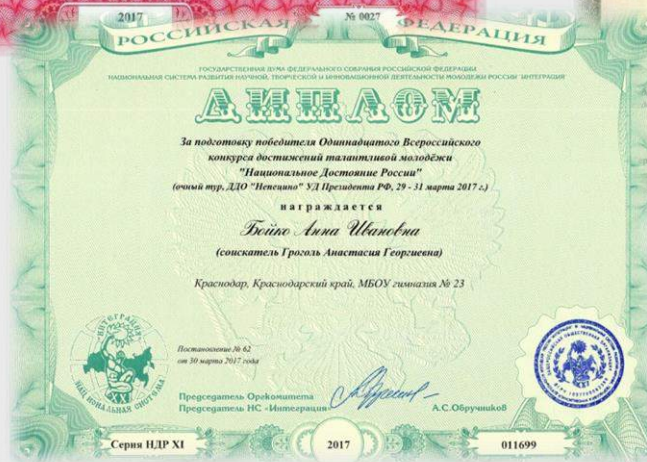 2017
№ 0027
РОССИЙСКАЯ ФЕДЕРАЦИЯ
ГОСУДАРСТВЕННАЯ ДУМА ФЕДЕРАЛЬНОГО СОБРАНИЯ РОССИЙСКОЙ ФЕДЕРАЦИИ
НАЦИОНАЛЬНАЯ СИСТЕМА РАЗВИТИЯ НАУЧНОЙ, ТВОРЧЕСКОЙ И ИННОВАЦИОННОЙ ДЕЯТЕЛЬНОСТИ МОЛОДЕЖИ РОССИИ "ИНТЕГРАЦИЯ"
ДИПЛОМ
За подготовку победителя Одиннадцатого Всероссийского
конкурса достижений талантливой молодёжи
"Национальное Достояние России"
(очный тур, ДДО "Непецино" УД Президента РФ, 29 - 31 марта 2017 г.)
награждается
Бойко Анна Ивановна
(соискатель Гроголь Анастасия Георгиевна)
Краснодар, Краснодарский край, МБОУ гимназия № 23
ИНТЕГРАЦИЯ
XXI
НАЦИОНАЛЬНАЯ СИСТЕМА
Постановление № 62
от 30 марта 2017 года
Председатель Оргкомитета
Председатель НС «Интеграция»
А.С.Обручников
Серия НДР XI
2017
011699